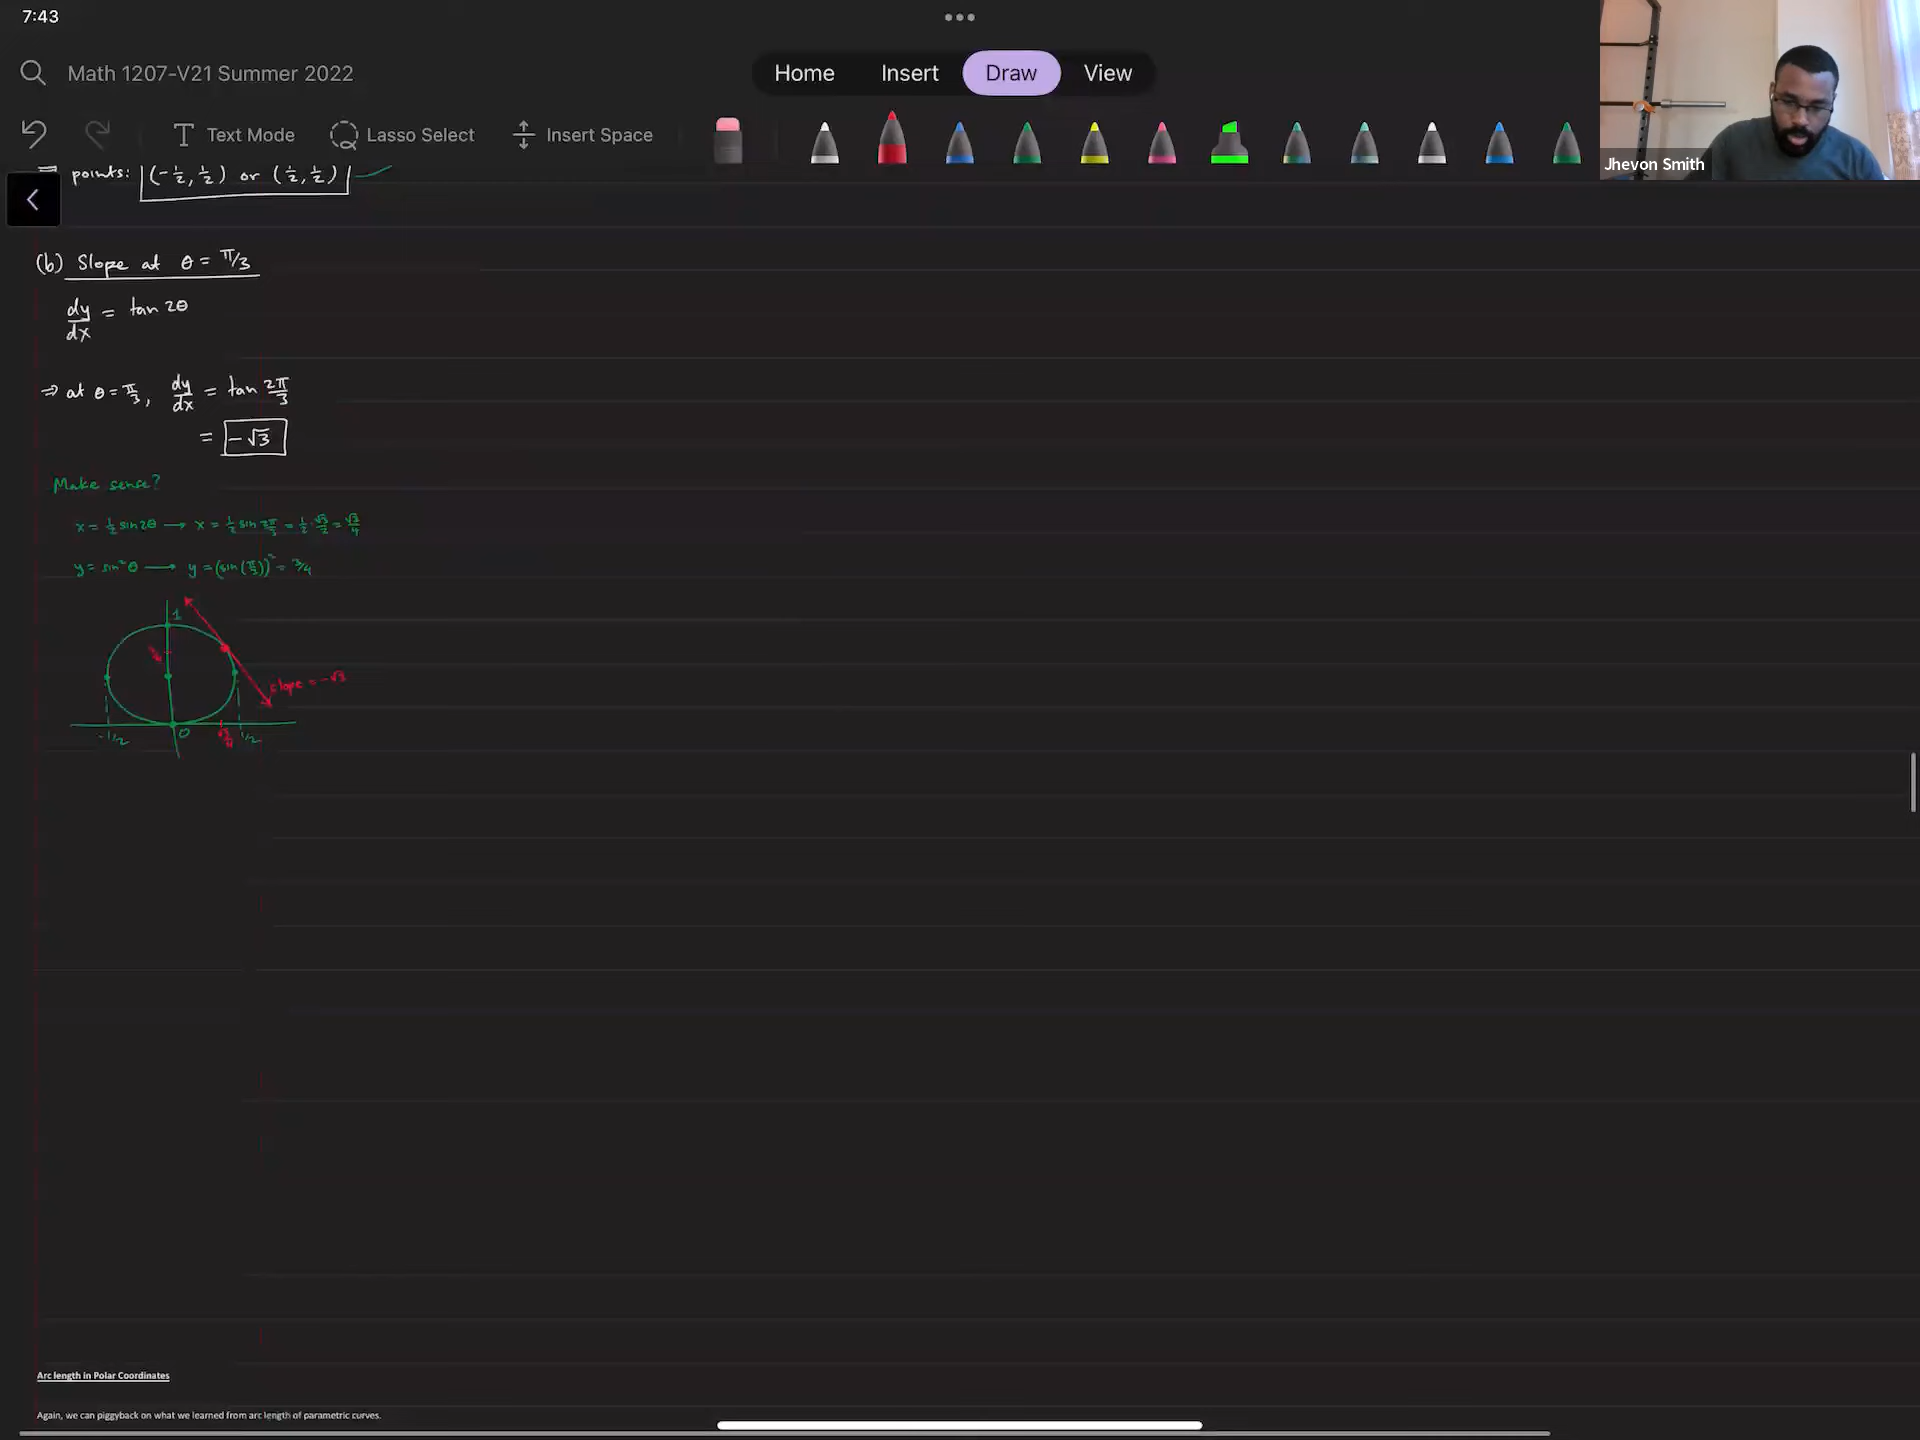 7:43
Math 1207-V21 Summer 2022
Home Insert Draw View
Text Mode Lasso Select Insert Space
Jhevon Smith
points: (-1/2, 1/2) or (1/2, 1/2)
(b) Slope at θ = π/3
dy/dx = tan 2θ
⇒ at θ = π/3, dy/dx = tan 2π/3
= -√3
Make sense?
x = 1/2 sin 2θ → x = 1/2 sin 2π/3 = 1/2 · √3/2 = √3/4
y = sin²θ → y = (sin(π/3))² = 3/4
1
slope = -√3
-1/2 0 √3/4 1/2
Arc length in Polar Coordinates
Again, we can piggyback on what we learned from arc length of parametric curves.